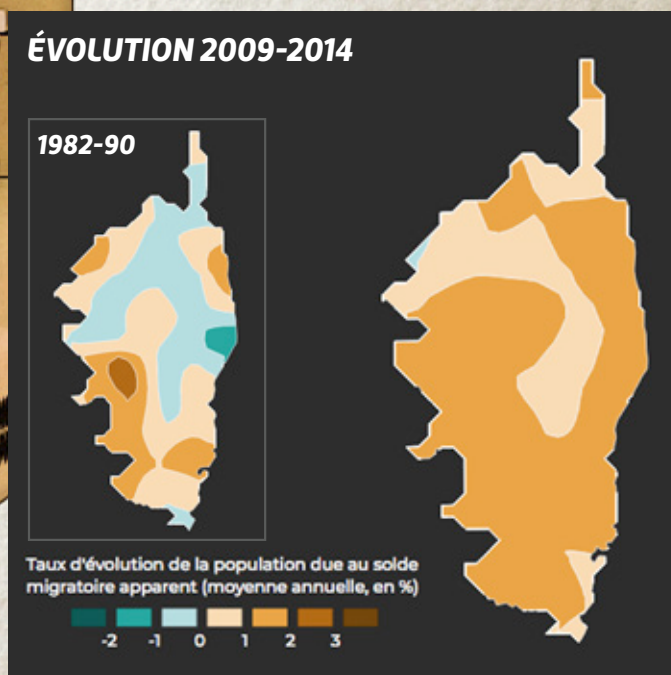 ÉVOLUTION 2009-2014
1982-90
Taux d'évolution de la population due au solde
migratoire apparent (moyenne annuelle, en %)
-2 -1 0 1 2 3